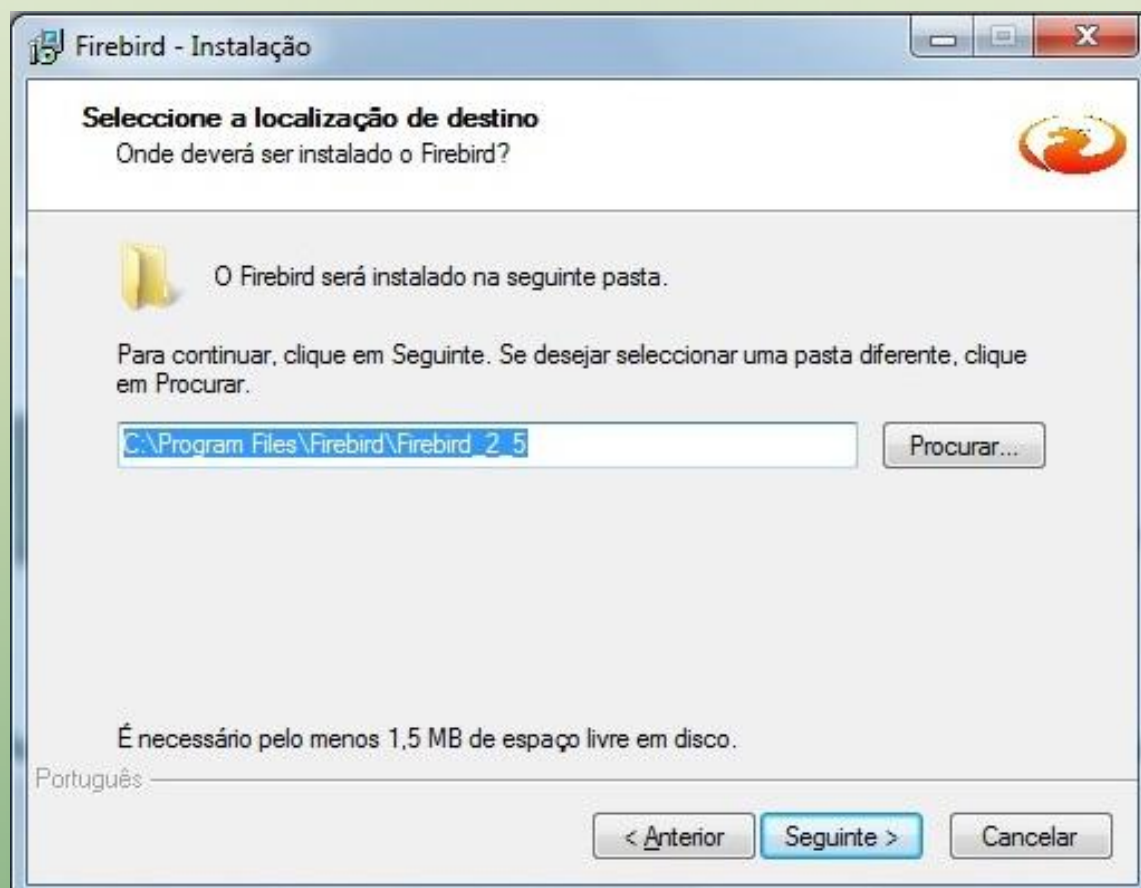 Firebird - Instalação
Seleccione a localização de destino
Onde deverá ser instalado o Firebird?
O Firebird será instalado na seguinte pasta.
Para continuar, clique em Seguinte. Se desejar seleccionar uma pasta diferente, clique
em Procurar.
C:\Program Files\Firebird\Firebird_2_5
Procurar...
É necessário pelo menos 1,5 MB de espaço livre em disco.
Português
< Anterior
Seguinte >
Cancelar